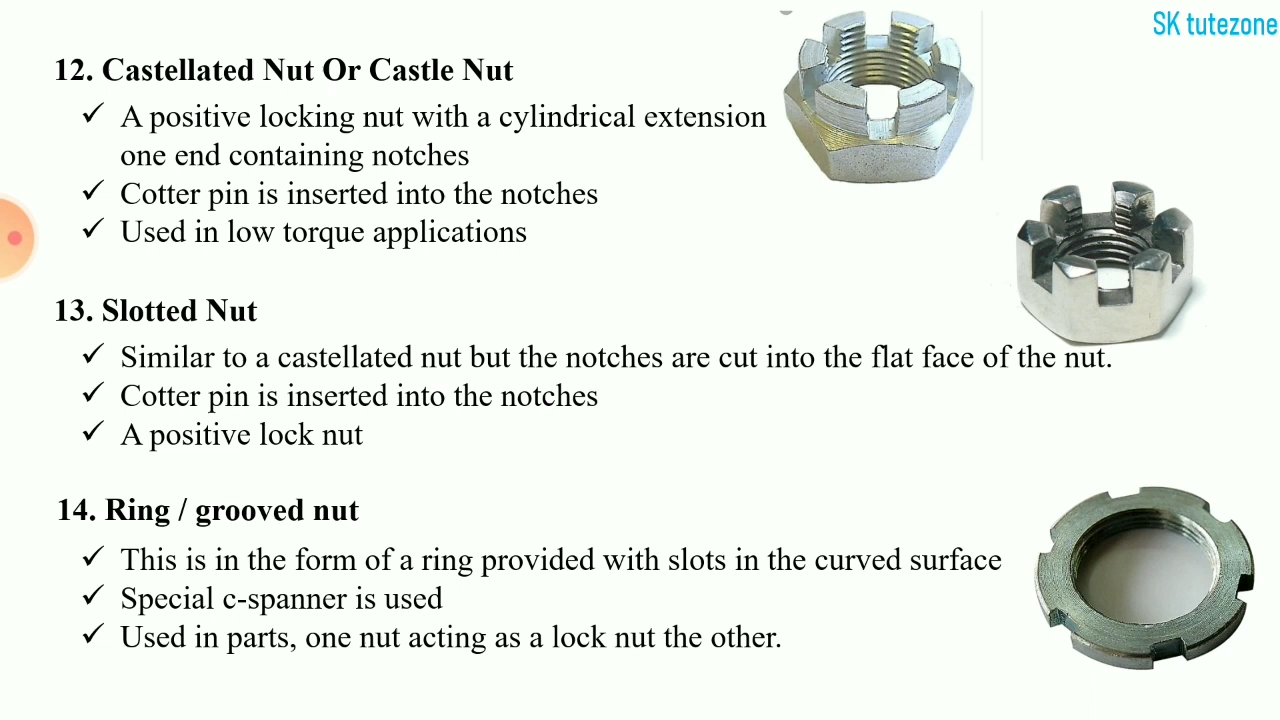 SK tutezone
12. Castellated Nut Or Castle Nut
✓ A positive locking nut with a cylindrical extension
one end containing notches
✓ Cotter pin is inserted into the notches
✓ Used in low torque applications
13. Slotted Nut
✓ Similar to a castellated nut but the notches are cut into the flat face of the nut.
✓ Cotter pin is inserted into the notches
✓ A positive lock nut
14. Ring / grooved nut
✓ This is in the form of a ring provided with slots in the curved surface
✓ Special c-spanner is used
✓ Used in parts, one nut acting as a lock nut the other.